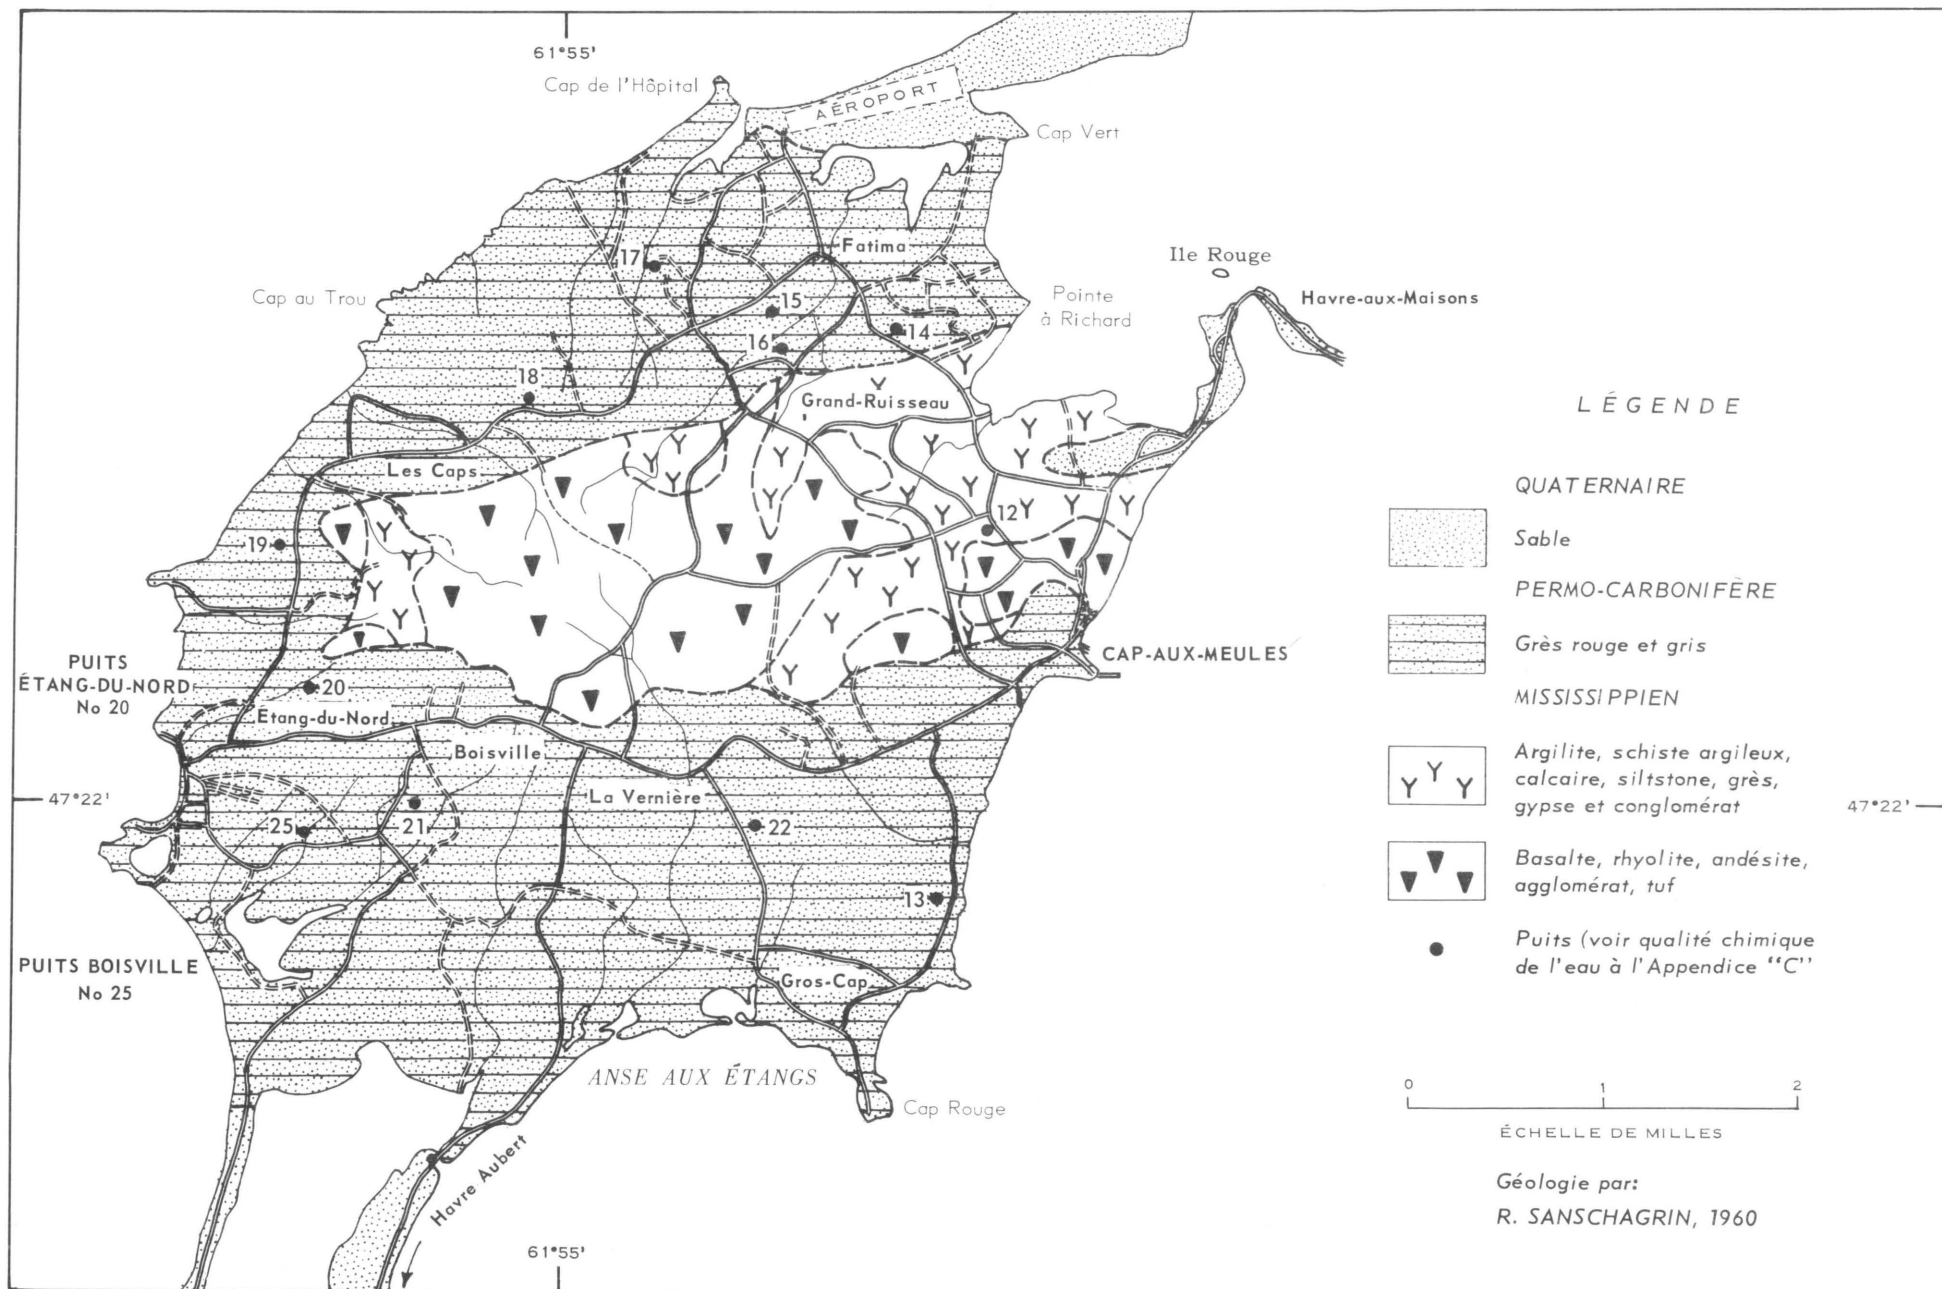 61°55'
Cap de l'Hôpital
AÉROPORT
Cap Vert
Fatima
17
Ile Rouge
Cap au Trou
Pointe
à Richard
Havre-aux-Maisons
15
14
16
18
Grand-Ruisseau
Les Caps
12
19
CAP-AUX-MEULES
PUITS
ÉTANG-DU-NORD
No 20
20
Étang-du-Nord
Boisville
La Vernière
47°22'
47°22'
25
21
22
13
PUITS BOISVILLE
No 25
Gros-Cap
ANSE AUX ÉTANGS
Cap Rouge
Havre Aubert
61°55'
LÉGENDE
QUATERNAIRE
Sable
PERMO-CARBONIFÈRE
Grès rouge et gris
MISSISSIPPIEN
Argilite, schiste argileux,
calcaire, siltstone, grès,
gypse et conglomérat
Basalte, rhyolite, andésite,
agglomérat, tuf
Puits (voir qualité chimique
de l'eau à l'Appendice "C"
0 1 2
ÉCHELLE DE MILLES
Géologie par:
R. SANSCHAGRIN, 1960